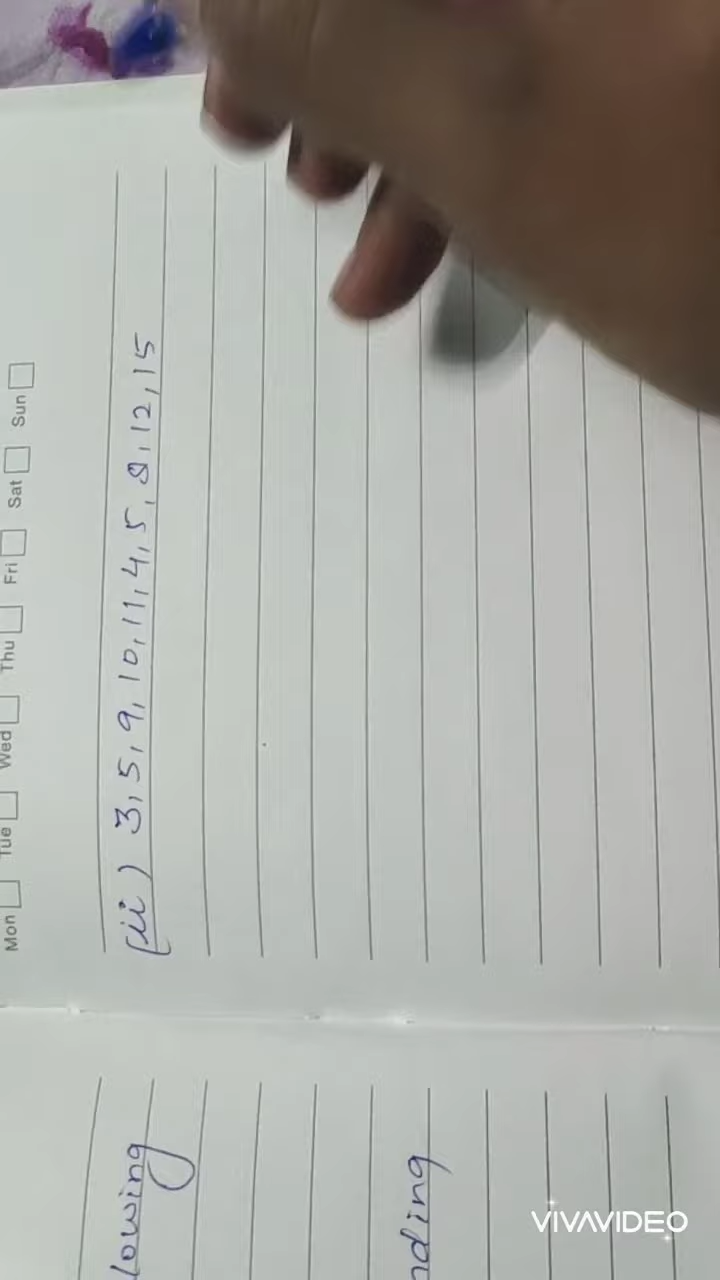 Mon Tue Wed Thu Fri Sat Sun
(ii) 3, 5, 9, 10, 11, 4, 5, 8, 12, 15
lowing
nding
VIVAVIDEO